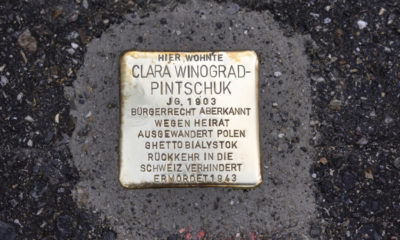 HIER WOHNTE
CLARA WINOGRAD-
PINTSCHUK
JG. 1903
BÜRGERRECHT ABERKANNT
WEGEN HEIRAT
AUSGEWANDERT POLEN
GHETTO BIALYSTOK
RÜCKKEHR IN DIE
SCHWEIZ VERHINDERT
ERMORDET 1943